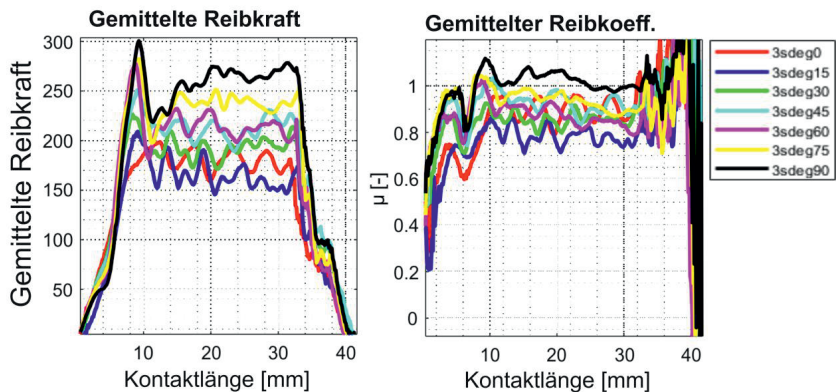 Gemittelte Reibkraft
Gemittelte Reibkraft
300
250
200
150
100
50
10
20
30
40
Kontaktlänge [mm]
Gemittelter Reibkoeff.
µ [-]
1
0.8
0.6
0.4
0.2
0
10
20
30
40
Kontaktlänge [mm]
3sdeg0
3sdeg15
3sdeg30
3sdeg45
3sdeg60
3sdeg75
3sdeg90